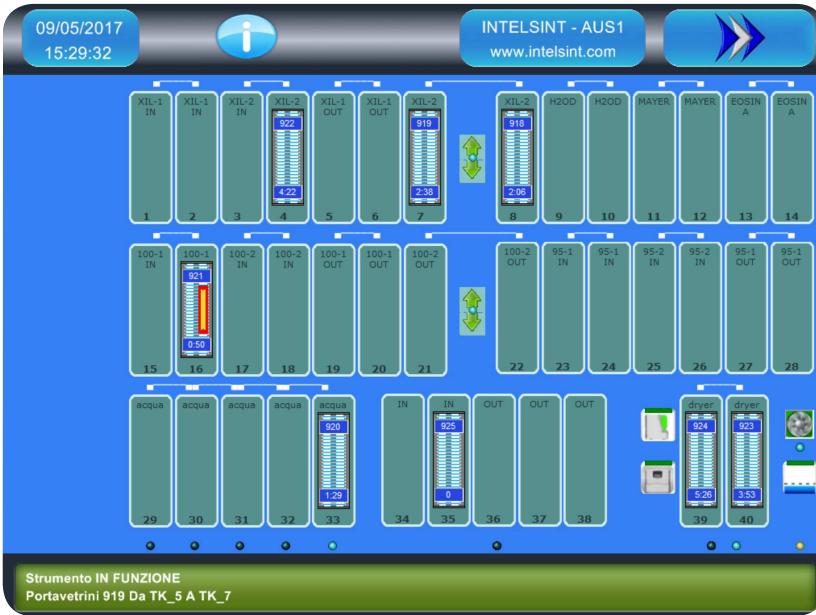 09/05/2017
15:29:32
INTELSINT - AUS1
www.intelsint.com
XIL-1 IN
XIL-1 IN
XIL-2 IN
XIL-2 IN
XIL-1 OUT
XIL-1 OUT
XIL-2
XIL-2
H2OD
H2OD
MAYER
MAYER
EOSIN A
EOSIN A
922
919
918
4:22
2:38
2:06
1 2 3 4 5 6 7 8 9 10 11 12 13 14
100-1 IN
100-1
100-2 IN
100-2 IN
100-1 OUT
100-1 OUT
100-2 OUT
100-2 OUT
95-1 IN
95-1 IN
95-2 IN
95-2 IN
95-1 OUT
95-1 OUT
921
0:50
15 16 17 18 19 20 21 22 23 24 25 26 27 28
acqua acqua acqua acqua acqua IN IN OUT OUT OUT dryer dryer
920 925 924 923
1:29 0 5:26 3:53
29 30 31 32 33 34 35 36 37 38 39 40
Strumento IN FUNZIONE
Portavetrini 919 Da TK_5 A TK_7